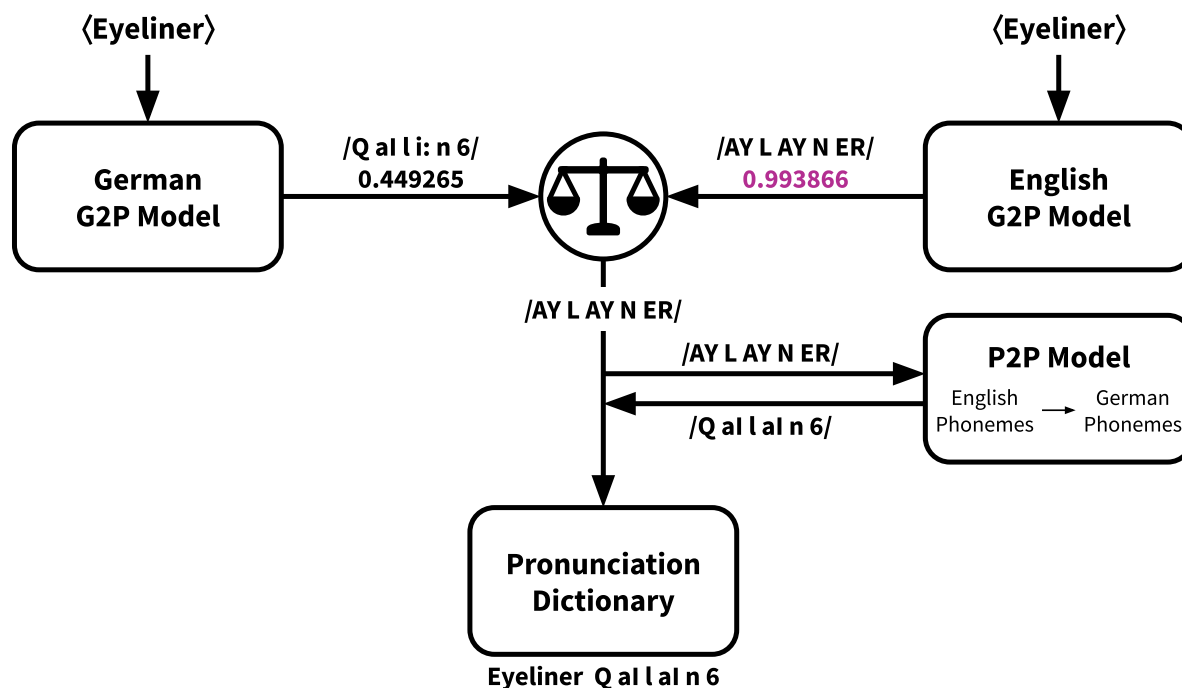 ⟨Eyeliner⟩
⟨Eyeliner⟩
German
G2P Model
/Q aI l i: n 6/
0.449265
/AY L AY N ER/
0.993866
English
G2P Model
/AY L AY N ER/
/AY L AY N ER/
P2P Model
English
Phonemes
German
Phonemes
/Q aI l aI n 6/
Pronunciation
Dictionary
Eyeliner Q aI l aI n 6